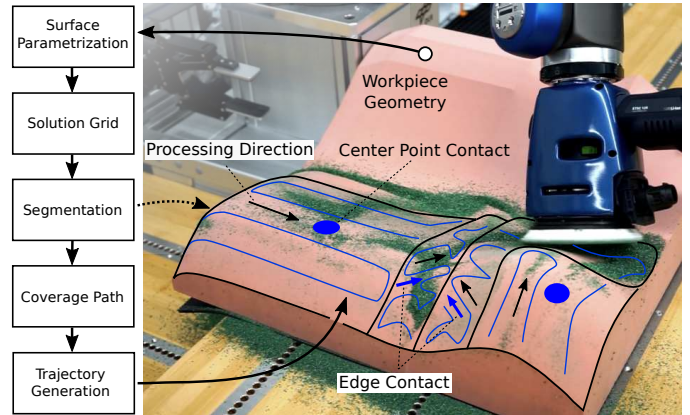 Surface
Parametrization
Solution Grid
Segmentation
Coverage Path
Trajectory
Generation
Workpiece
Geometry
Processing Direction
Center Point Contact
Edge Contact